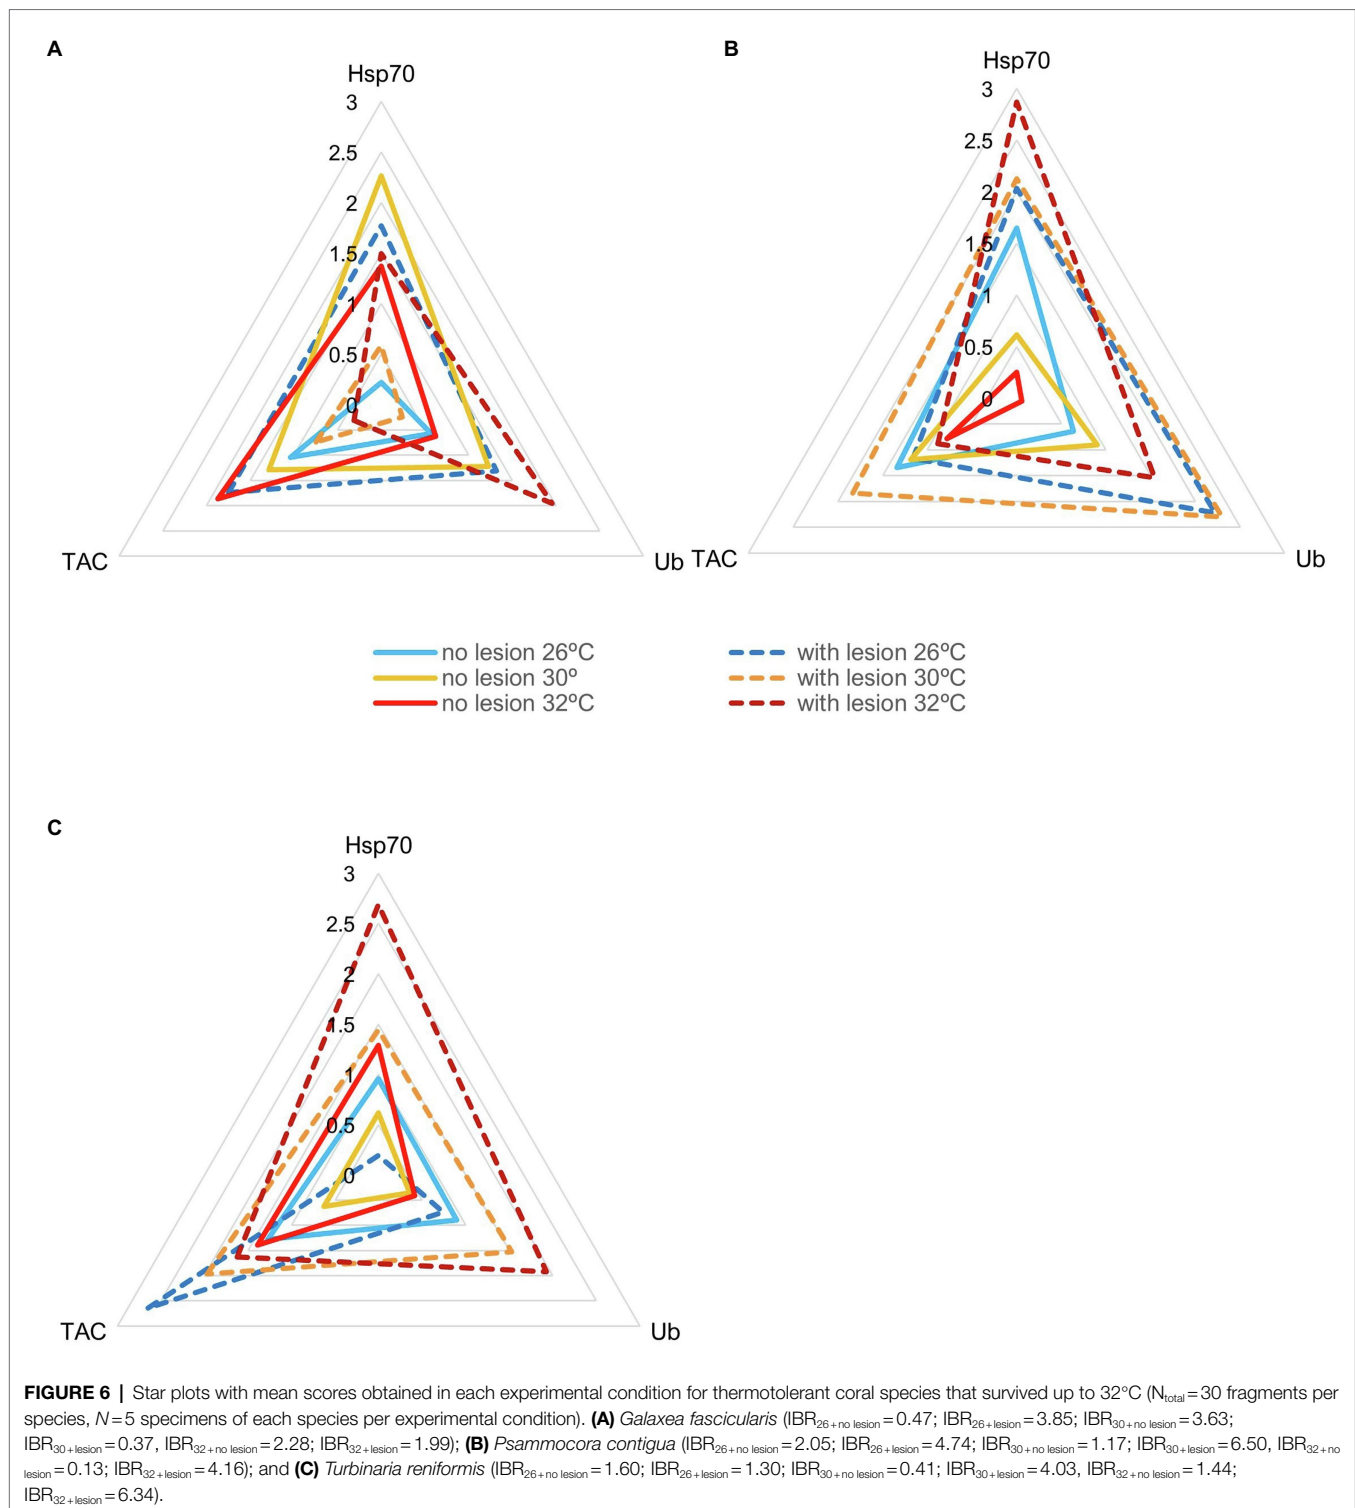 A
Hsp70
3
2.5
2
1.5
1
0.5
0
TAC
Ub
B
Hsp70
3
2.5
2
1.5
1
0.5
0
TAC
Ub
no lesion 26ºC
no lesion 30º
no lesion 32ºC
with lesion 26ºC
with lesion 30ºC
with lesion 32ºC
C
Hsp70
3
2.5
2
1.5
1
0.5
0
TAC
Ub
FIGURE 6 | Star plots with mean scores obtained in each experimental condition for thermotolerant coral species that survived up to 32°C (Ntotal = 30 fragments per
species, N = 5 specimens of each species per experimental condition). (A) Galaxea fascicularis (IBR26 + no lesion = 0.47; IBR26 + lesion = 3.85; IBR30 + no lesion = 3.63;
IBR30 + lesion = 0.37, IBR32 + no lesion = 2.28; IBR32 + lesion = 1.99); (B) Psammocora contigua (IBR26 + no lesion = 2.05; IBR26 + lesion = 4.74; IBR30 + no lesion = 1.17; IBR30 + lesion = 6.50, IBR32 + no
lesion = 0.13; IBR32 + lesion = 4.16); and (C) Turbinaria reniformis (IBR26 + no lesion = 1.60; IBR26 + lesion = 1.30; IBR30 + no lesion = 0.41; IBR30 + lesion = 4.03, IBR32 + no lesion = 1.44;
IBR32 + lesion = 6.34).